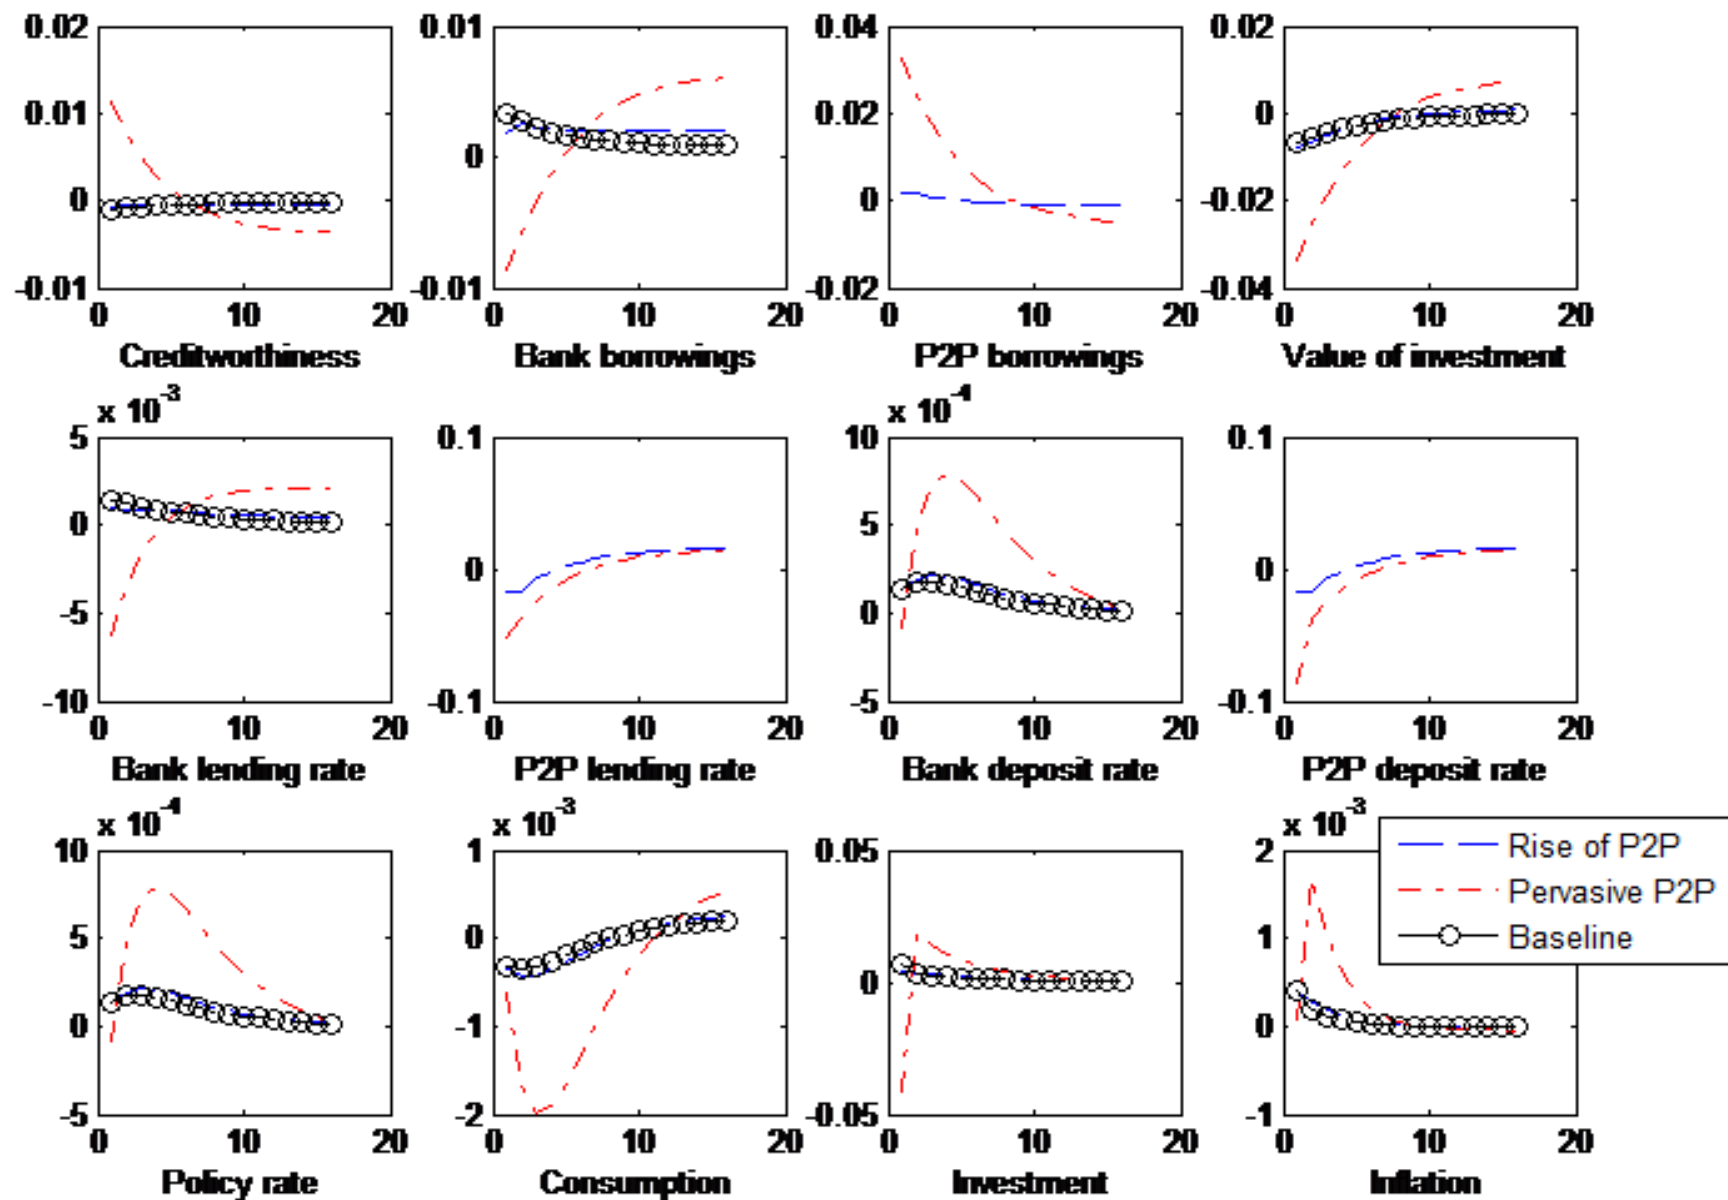 0.02 0.01 0.04 0.02
0.01 0 0.02 0
0 0 -0.02
-0.01 -0.01 -0.02 -0.04
0 10 20 0 10 20 0 10 20 0 10 20
Creditworthiness Bank borrowings P2P borrowings Value of investment
x 10^-3 x 10^-4
5 0.1 10 0.1
0 0 5 0
-5 0
-10 -0.1 -5 -0.1
0 10 20 0 10 20 0 10 20 0 10 20
Bank lending rate P2P lending rate Bank deposit rate P2P deposit rate
x 10^-4 x 10^-3 x 10^-3
10 1 0.05 2
Rise of P2P
Pervasive P2P
Baseline
5 0 0 1
0 -1 0
-5 -2 -0.05 -1
0 10 20 0 10 20 0 10 20 0 10 20
Policy rate Consumption Investment Inflation